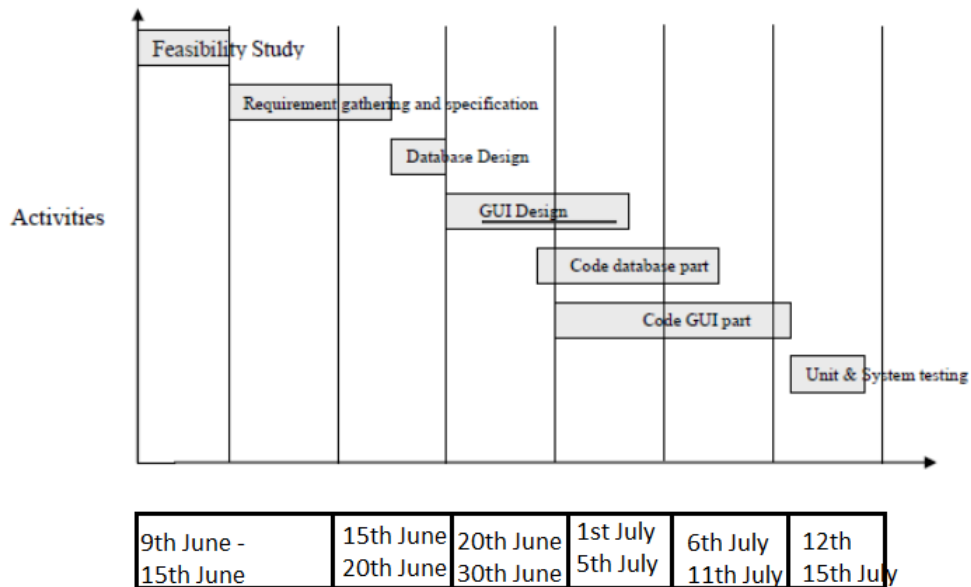 Feasibility Study
Requirement gathering and specification
Database Design
GUI Design
Activities
Code database part
Code GUI part
Unit & System testing
9th June -
15th June
15th June
20th June
20th June
30th June
1st July
5th July
6th July
11th July
12th
15th July